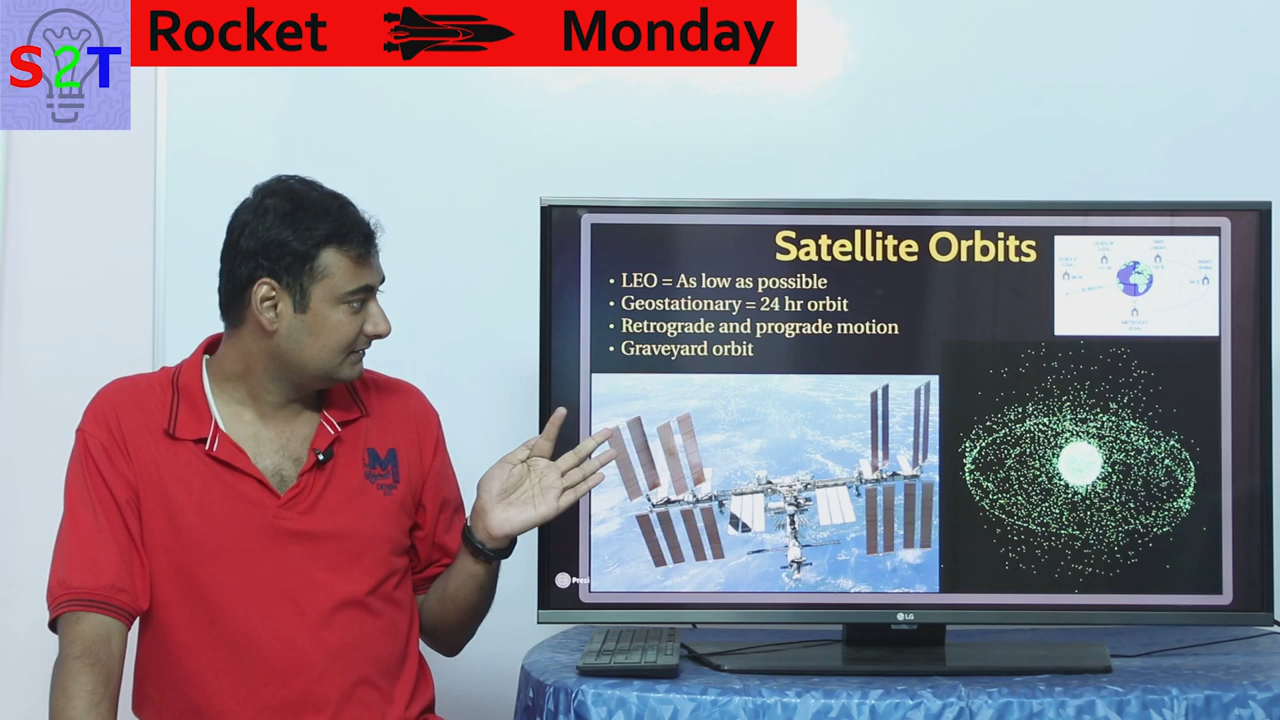 Rocket Monday
S2T
Satellite Orbits
• LEO = As low as possible
• Geostationary = 24 hr orbit
• Retrograde and prograde motion
• Graveyard orbit
M
Prezi
LG